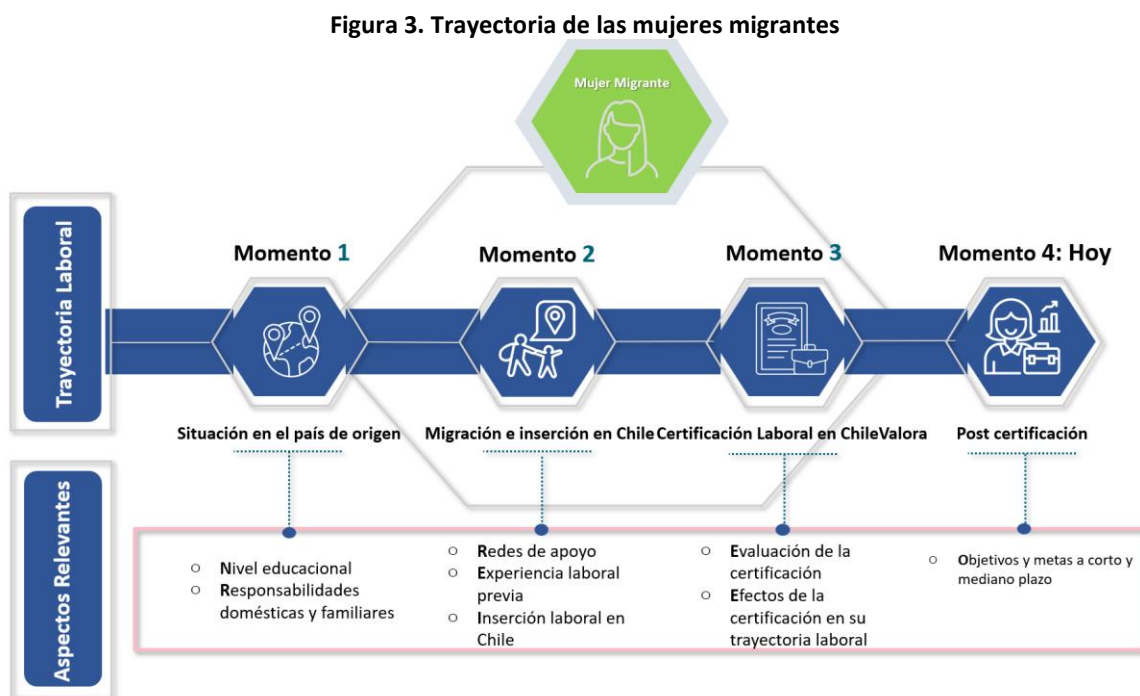 Figura 3. Trayectoria de las mujeres migrantes
Mujer Migrante
Trayectoria Laboral
Momento 1
Momento 2
Momento 3
Momento 4: Hoy
Situación en el país de origen
Migración e inserción en Chile
Certificación Laboral en ChileValora
Post certificación
Aspectos Relevantes
○ Nivel educacional
○ Responsabilidades
domésticas y familiares
○ Redes de apoyo
○ Experiencia laboral
previa
○ Inserción laboral en
Chile
○ Evaluación de la
certificación
○ Efectos de la
certificación en su
trayectoria laboral
○ Objetivos y metas a corto y
mediano plazo